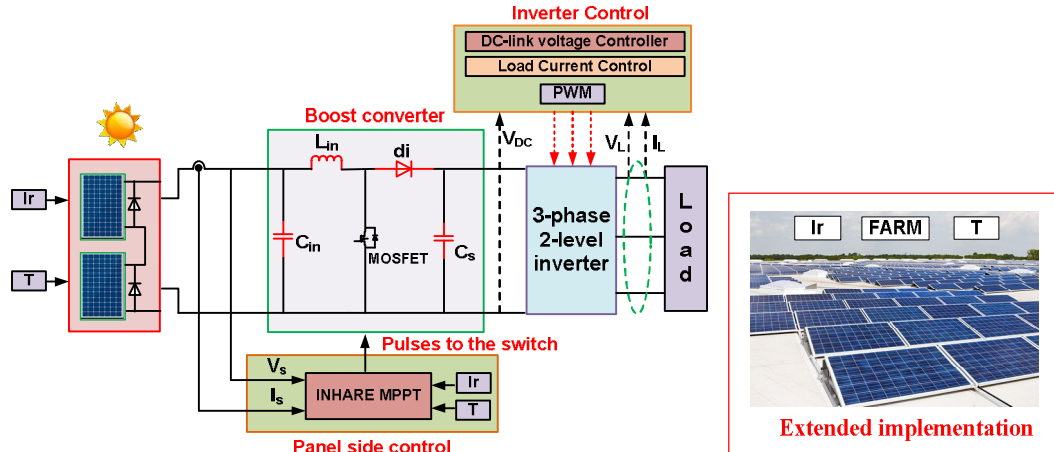 Inverter Control
DC-link voltage Controller
Load Current Control
PWM
Boost converter
Lin
di
VDC
VL
IL
Ir
T
Cin
MOSFET
Cs
3-phase
2-level
inverter
Load
Pulses to the switch
Vs
Is
INHARE MPPT
Ir
T
Panel side control
Ir
FARM
T
Extended implementation